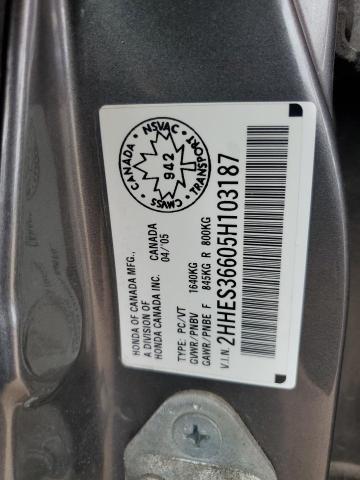 CANADA NSVAC
942
CMVSS TRANSPORT
HONDA OF CANADA MFG.,
A DIVISION OF CANADA
HONDA CANADA INC. 04/'05
TYPE: PC/VT
GVWR/PNBV 1640KG
GAWR/PNBE F 845KG R 800KG
V.I.N. 2HHES36605H103187